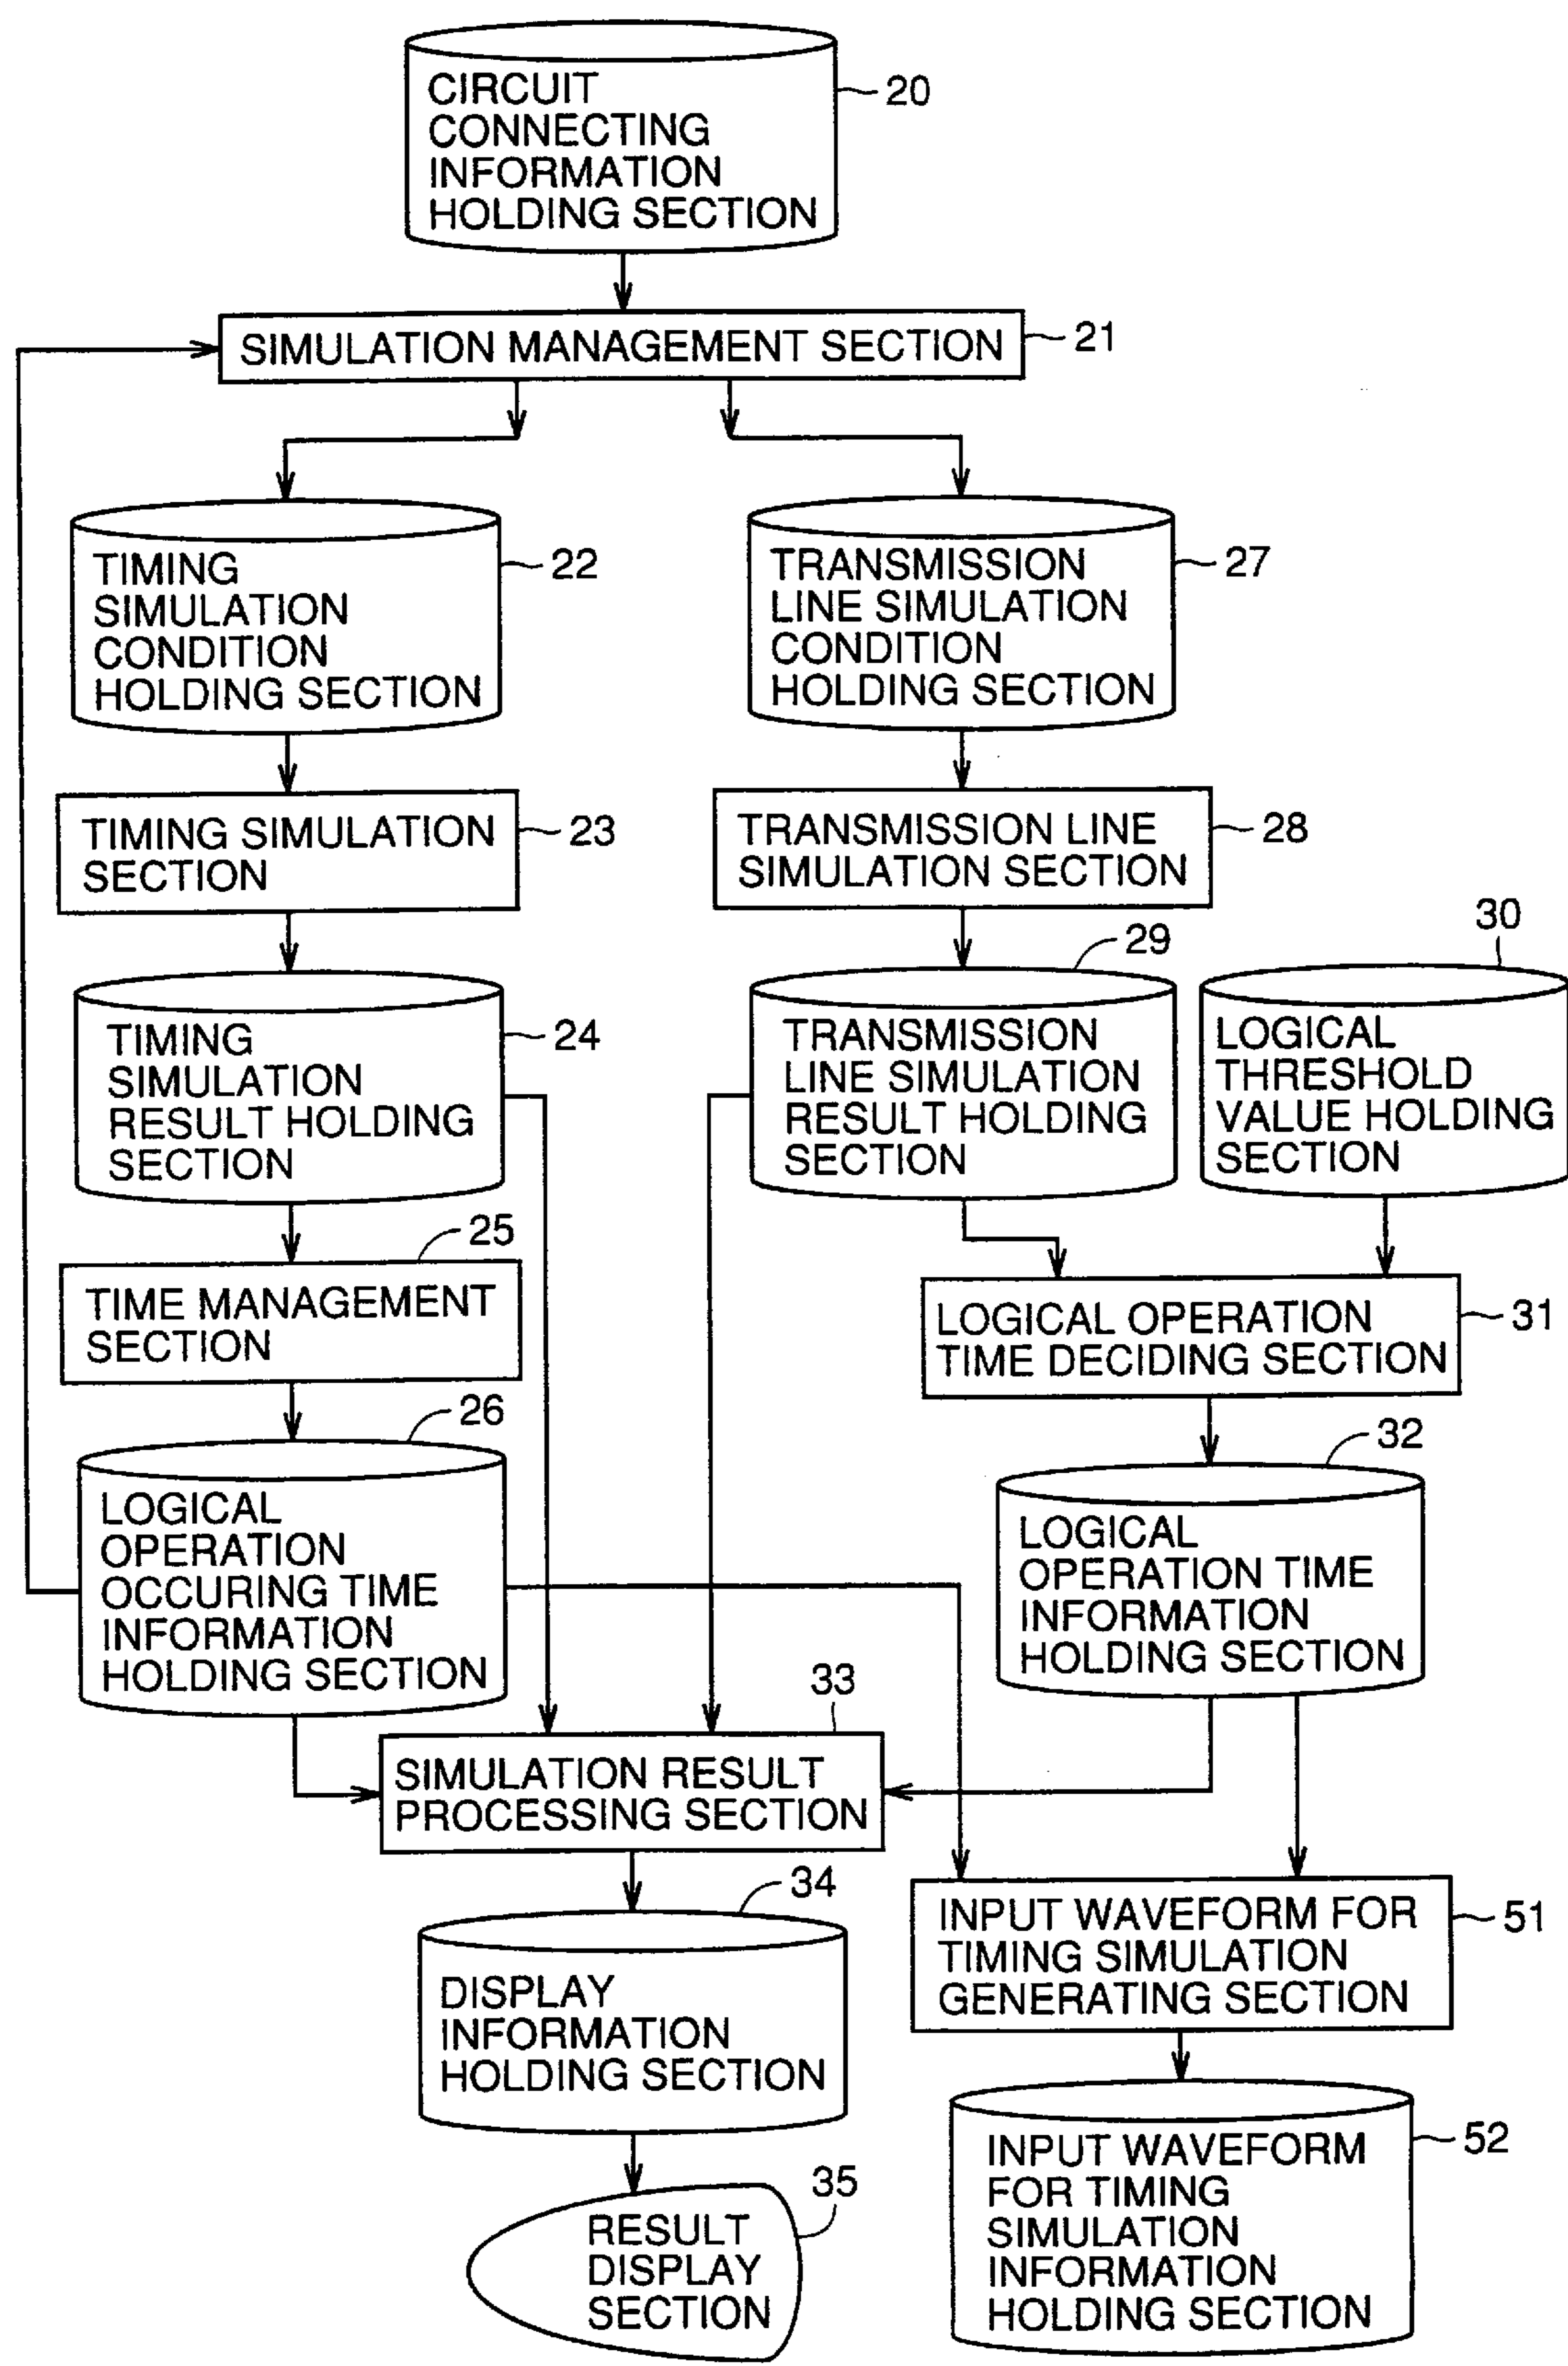 CIRCUIT
CONNECTING
INFORMATION
HOLDING SECTION
20
SIMULATION MANAGEMENT SECTION
21
TIMING
SIMULATION
CONDITION
HOLDING SECTION
22
TRANSMISSION
LINE SIMULATION
CONDITION
HOLDING SECTION
27
TIMING SIMULATION
SECTION
23
TRANSMISSION LINE
SIMULATION SECTION
28
TIMING
SIMULATION
RESULT HOLDING
SECTION
24
29
TRANSMISSION
LINE SIMULATION
RESULT HOLDING
SECTION
30
LOGICAL
THRESHOLD
VALUE HOLDING
SECTION
25
TIME MANAGEMENT
SECTION
LOGICAL OPERATION
TIME DECIDING SECTION
31
26
LOGICAL
OPERATION
OCCURING TIME
INFORMATION
HOLDING SECTION
32
LOGICAL
OPERATION TIME
INFORMATION
HOLDING SECTION
33
SIMULATION RESULT
PROCESSING SECTION
34
DISPLAY
INFORMATION
HOLDING SECTION
INPUT WAVEFORM FOR
TIMING SIMULATION
GENERATING SECTION
51
35
RESULT
DISPLAY
SECTION
INPUT WAVEFORM
FOR TIMING
SIMULATION
INFORMATION
HOLDING SECTION
52